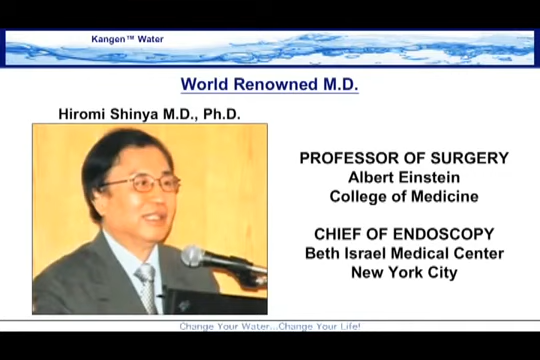 Kangen™ Water
World Renowned M.D.
Hiromi Shinya M.D., Ph.D.
PROFESSOR OF SURGERY
Albert Einstein
College of Medicine
CHIEF OF ENDOSCOPY
Beth Israel Medical Center
New York City
Change Your Water...Change Your Life!